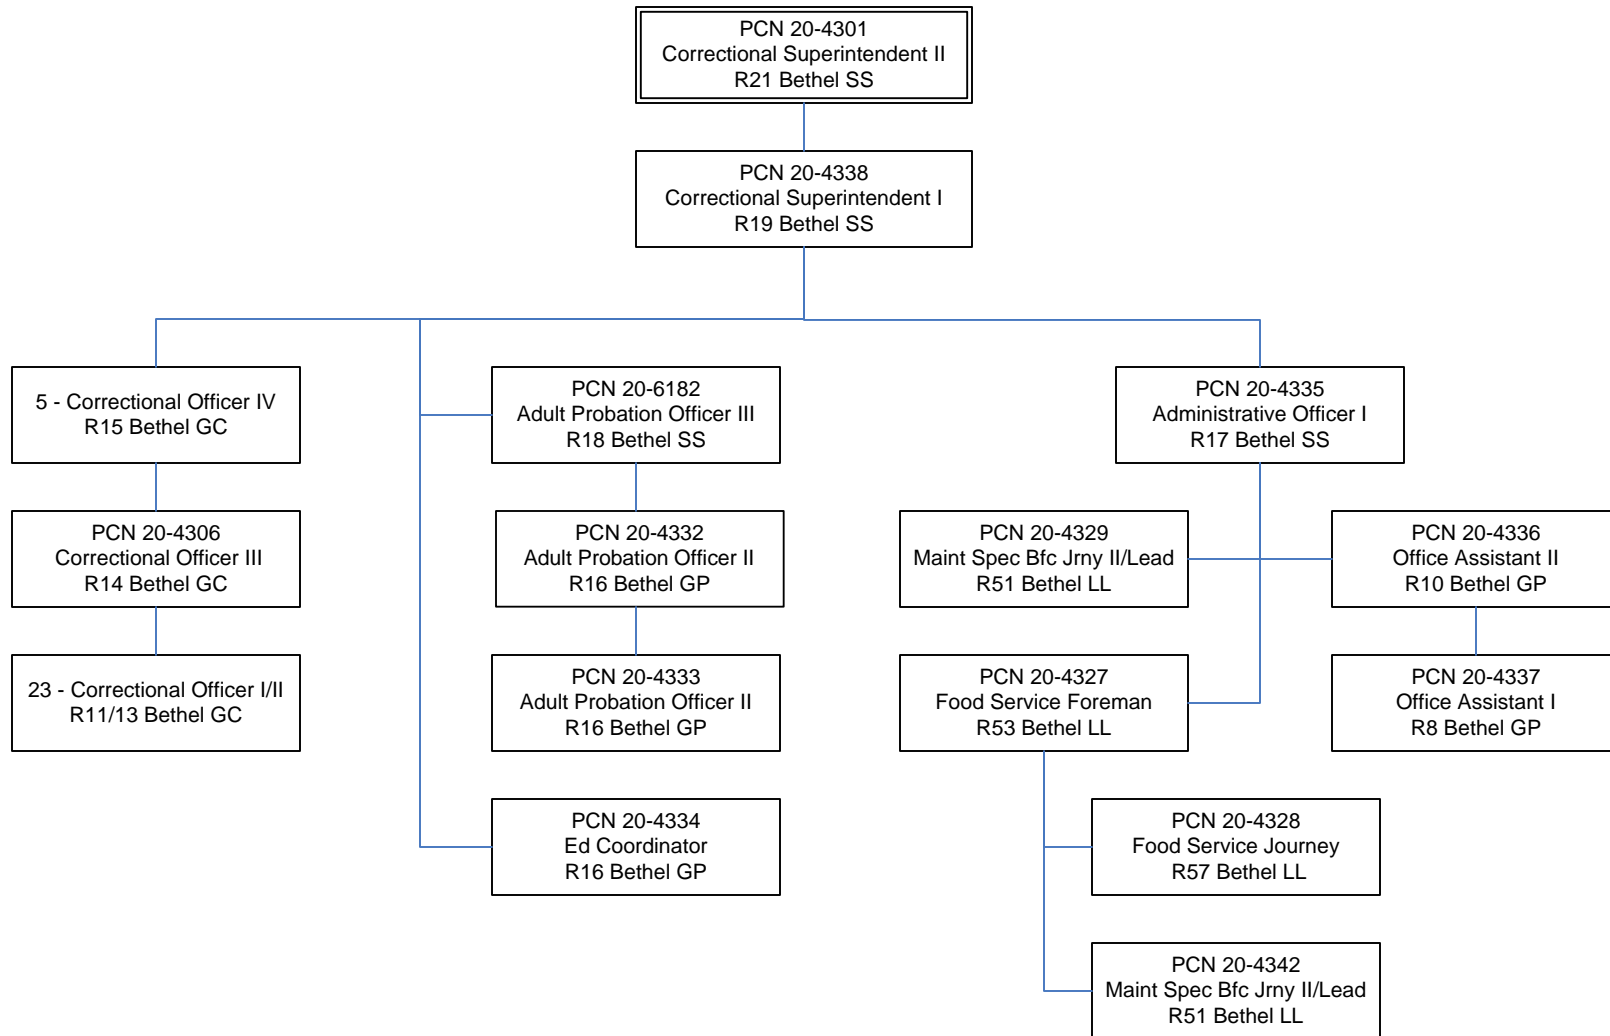 PCN 20-4301
Correctional Superintendent II
R21 Bethel SS
PCN 20-4338
Correctional Superintendent I
R19 Bethel SS
5 - Correctional Officer IV
R15 Bethel GC
PCN 20-6182
Adult Probation Officer III
R18 Bethel SS
PCN 20-4335
Administrative Officer I
R17 Bethel SS
PCN 20-4306
Correctional Officer III
R14 Bethel GC
PCN 20-4332
Adult Probation Officer II
R16 Bethel GP
PCN 20-4329
Maint Spec Bfc Jrny II/Lead
R51 Bethel LL
PCN 20-4336
Office Assistant II
R10 Bethel GP
23 - Correctional Officer I/II
R11/13 Bethel GC
PCN 20-4333
Adult Probation Officer II
R16 Bethel GP
PCN 20-4327
Food Service Foreman
R53 Bethel LL
PCN 20-4337
Office Assistant I
R8 Bethel GP
PCN 20-4334
Ed Coordinator
R16 Bethel GP
PCN 20-4328
Food Service Journey
R57 Bethel LL
PCN 20-4342
Maint Spec Bfc Jrny II/Lead
R51 Bethel LL